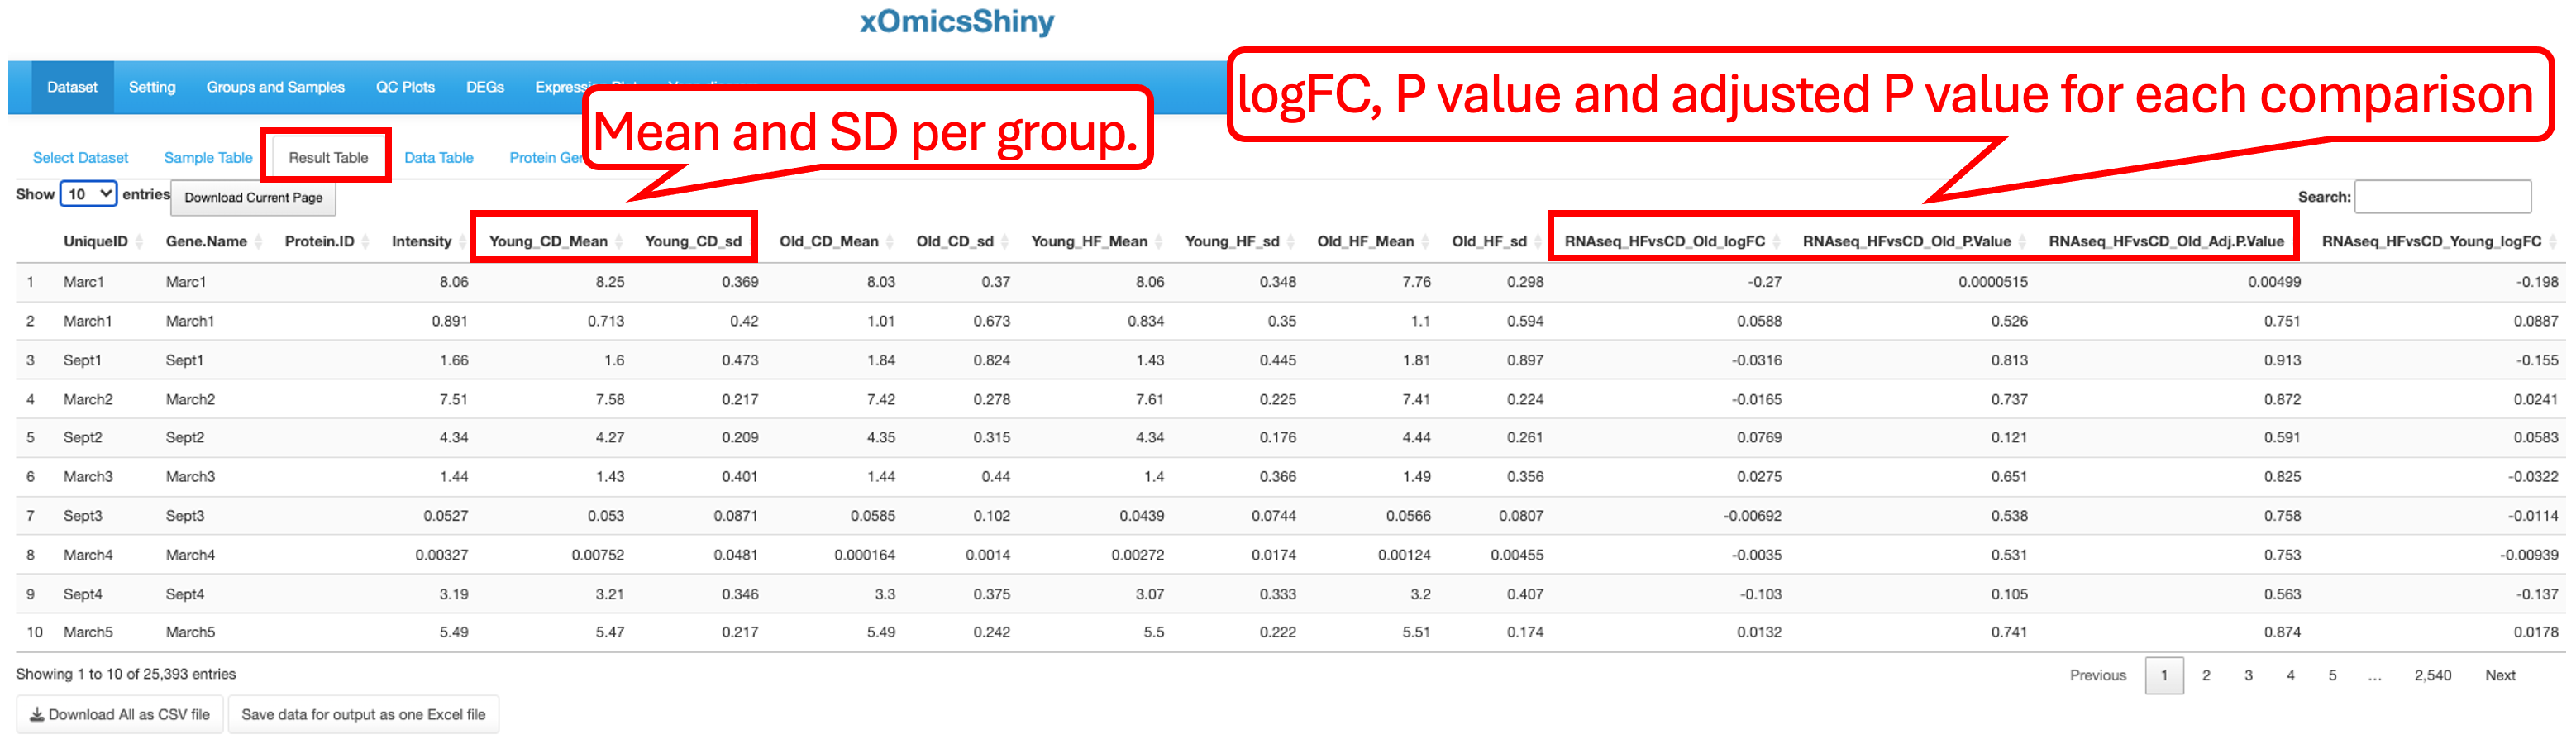 xOmicsShiny
Dataset Setting Groups and Samples QC Plots DEGs
logFC, P value and adjusted P value for each comparison
Mean and SD per group.
Select Dataset Sample Table Result Table Data Table Protein
Show 10 entries Download Current Page Search:
UniqueID Gene.Name Protein.ID Intensity Young_CD_Mean Young_CD_sd Old_CD_Mean Old_CD_sd Young_HF_Mean Young_HF_sd Old_HF_Mean Old_HF_sd RNAseq_HFvsCD_Old_logFC RNAseq_HFvsCD_Old_P.Value RNAseq_HFvsCD_Old_Adj.P.Value RNAseq_HFvsCD_Young_logFC
1 Marc1 Marc1 8.06 8.25 0.369 8.03 0.37 8.06 0.348 7.76 0.298 -0.27 0.0000515 0.00499 -0.198
2 March1 March1 0.891 0.713 0.42 1.01 0.673 0.834 0.35 1.1 0.594 0.0588 0.526 0.751 0.0887
3 Sept1 Sept1 1.66 1.6 0.473 1.84 0.824 1.43 0.445 1.81 0.897 -0.0316 0.813 0.913 -0.155
4 March2 March2 7.51 7.58 0.217 7.42 0.278 7.61 0.225 7.41 0.224 -0.0165 0.737 0.872 0.0241
5 Sept2 Sept2 4.34 4.27 0.209 4.35 0.315 4.34 0.176 4.44 0.261 0.0769 0.121 0.591 0.0583
6 March3 March3 1.44 1.43 0.401 1.44 0.44 1.4 0.366 1.49 0.356 0.0275 0.651 0.825 -0.0322
7 Sept3 Sept3 0.0527 0.053 0.0871 0.0585 0.102 0.0439 0.0744 0.0566 0.0807 -0.00692 0.538 0.758 -0.0114
8 March4 March4 0.00327 0.00752 0.0481 0.000164 0.0014 0.00272 0.0174 0.00124 0.00455 -0.0035 0.531 0.753 -0.00939
9 Sept4 Sept4 3.19 3.21 0.346 3.3 0.375 3.07 0.333 3.2 0.407 -0.103 0.105 0.563 -0.137
10 March5 March5 5.49 5.47 0.217 5.49 0.242 5.5 0.222 5.51 0.174 0.0132 0.741 0.874 0.0178
Showing 1 to 10 of 25,393 entries Previous 1 2 3 4 5 ... 2,540 Next
Download All as CSV file Save data for output as one Excel file